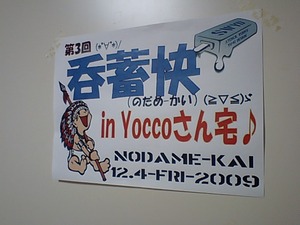 第3回 (*°∀°)/
呑蓄快
(のだめ-かい) (≧▽≦)ゞ
in Yoccoさん宅♪
NODAME-KAI
12.4-FRI-2009